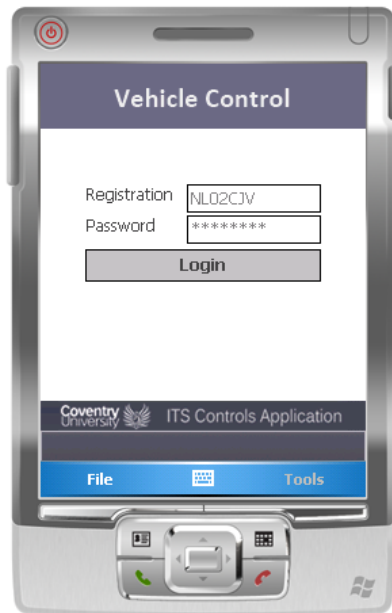 Vehicle Control
Registration NL02CJV
Password ********
Login
Coventry University ITS Controls Application
File Tools